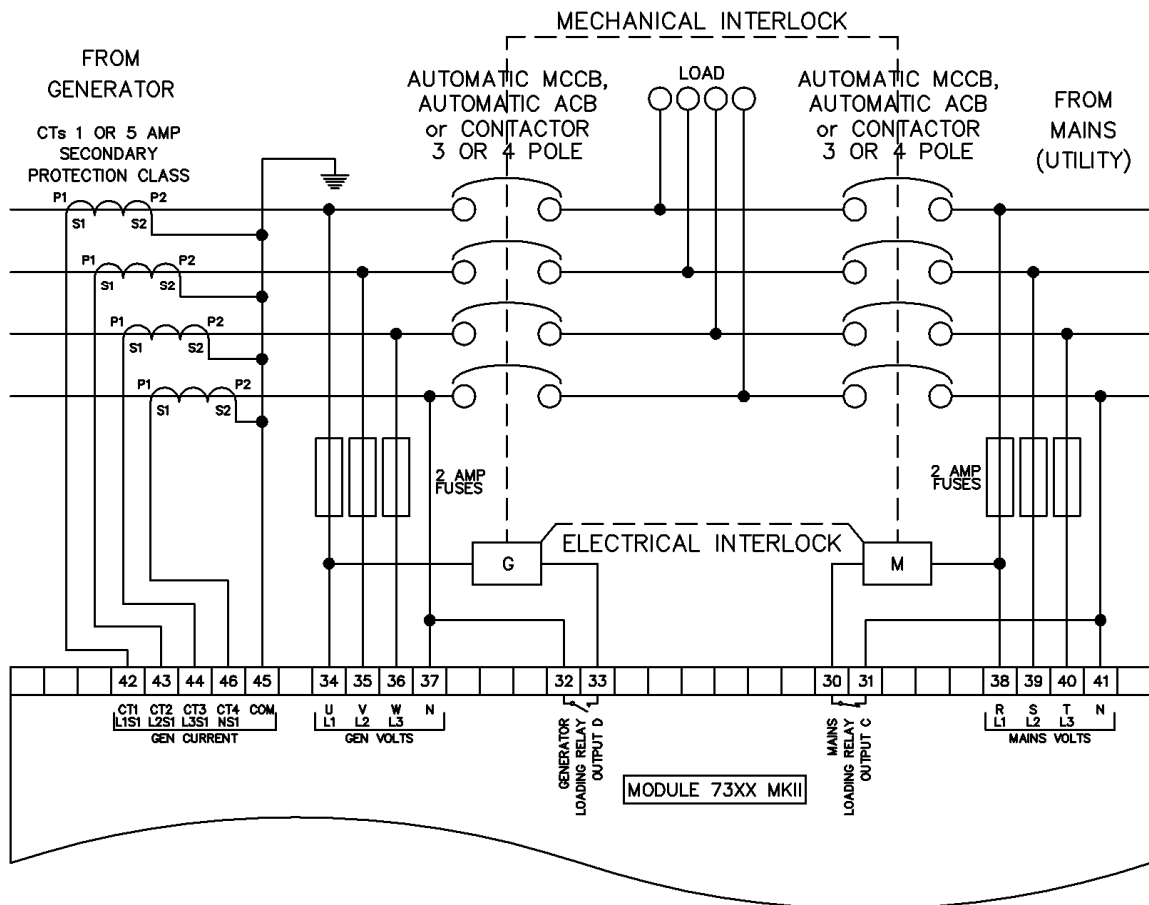 MECHANICAL INTERLOCK
FROM
GENERATOR
CTs 1 OR 5 AMP
SECONDARY
PROTECTION CLASS
AUTOMATIC MCCB,
AUTOMATIC ACB
or CONTACTOR
3 OR 4 POLE
LOAD
AUTOMATIC MCCB,
AUTOMATIC ACB
or CONTACTOR
3 OR 4 POLE
FROM
MAINS
(UTILITY)
P1 P2
S1 S2
P1 P2
S1 S2
P1 P2
S1 S2
P1 P2
S1 S2
2 AMP
FUSES
2 AMP
FUSES
ELECTRICAL INTERLOCK
G
M
42 43 44 46 45 34 35 36 37 32 33 30 31 38 39 40 41
CT1 CT2 CT3 CT4 COM
L1S1 L2S1 L3S1 NS1
GEN CURRENT
U V W N
L1 L2 L3
GEN VOLTS
GENERATOR
LOADING RELAY
OUTPUT D
MAINS
LOADING RELAY
OUTPUT C
R S T N
L1 L2 L3
MAINS VOLTS
MODULE 73XX MKII